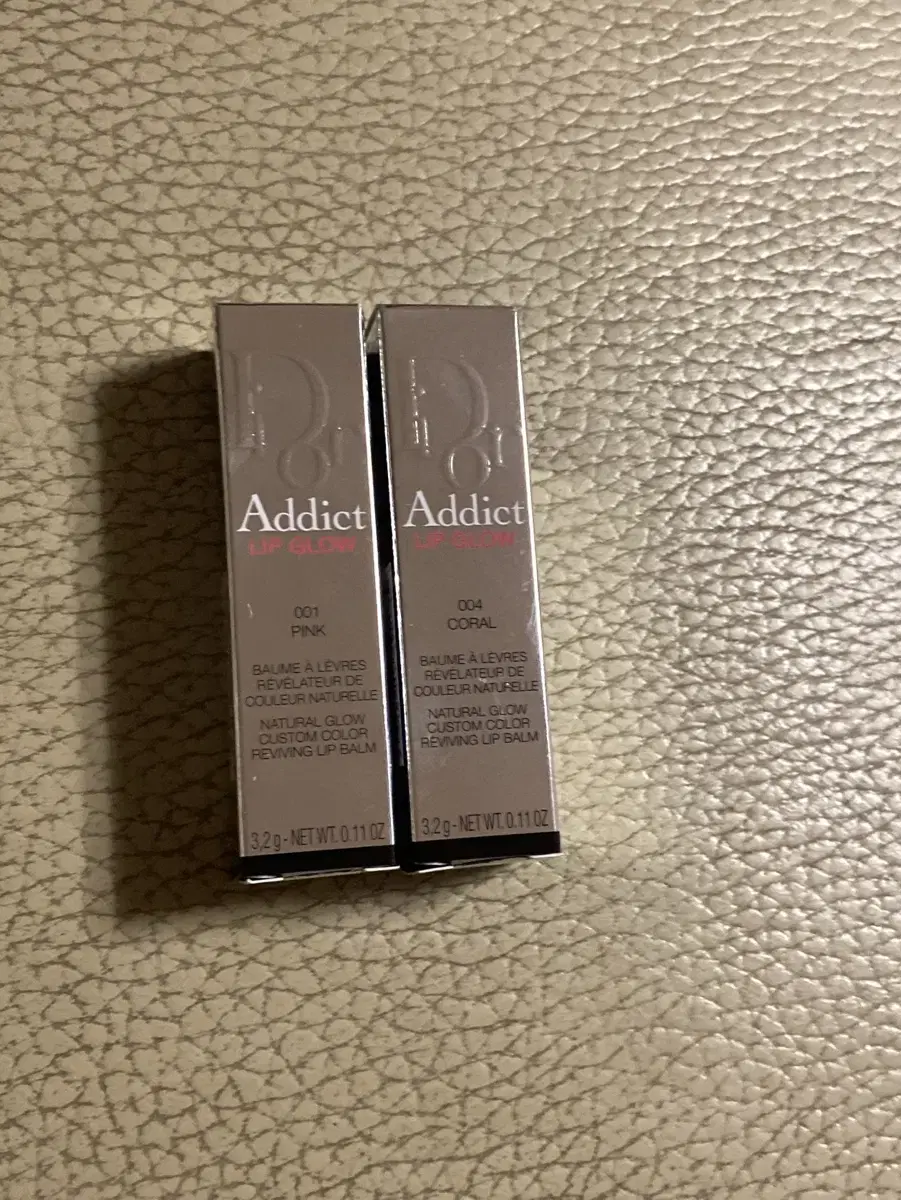 Dior
Addict
LIP GLOW
001
PINK
BAUME À LÈVRES
RÉVÉLATEUR DE
COULEUR NATURELLE
NATURAL GLOW
CUSTOM COLOR
REVIVING LIP BALM
3,2 g - NET WT. 0.11 OZ
Dior
Addict
LIP GLOW
004
CORAL
BAUME À LÈVRES
RÉVÉLATEUR DE
COULEUR NATURELLE
NATURAL GLOW
CUSTOM COLOR
REVIVING LIP BALM
3,2 g - NET WT. 0.11 OZ